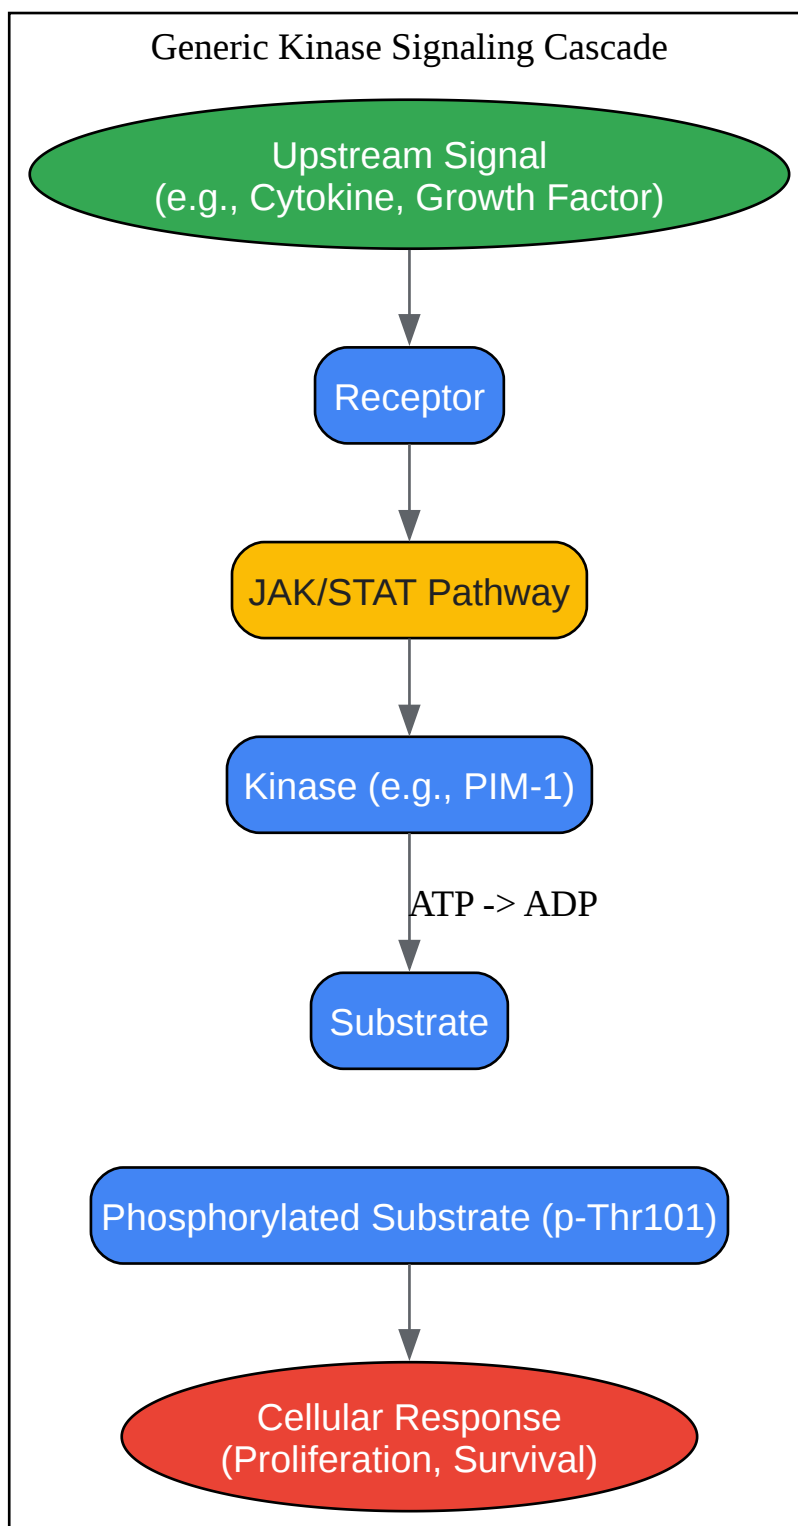 Generic Kinase Signaling Cascade
Upstream Signal
(e.g., Cytokine, Growth Factor)
Receptor
JAK/STAT Pathway
Kinase (e.g., PIM-1)
ATP -> ADP
Substrate
Phosphorylated Substrate (p-Thr101)
Cellular Response
(Proliferation, Survival)